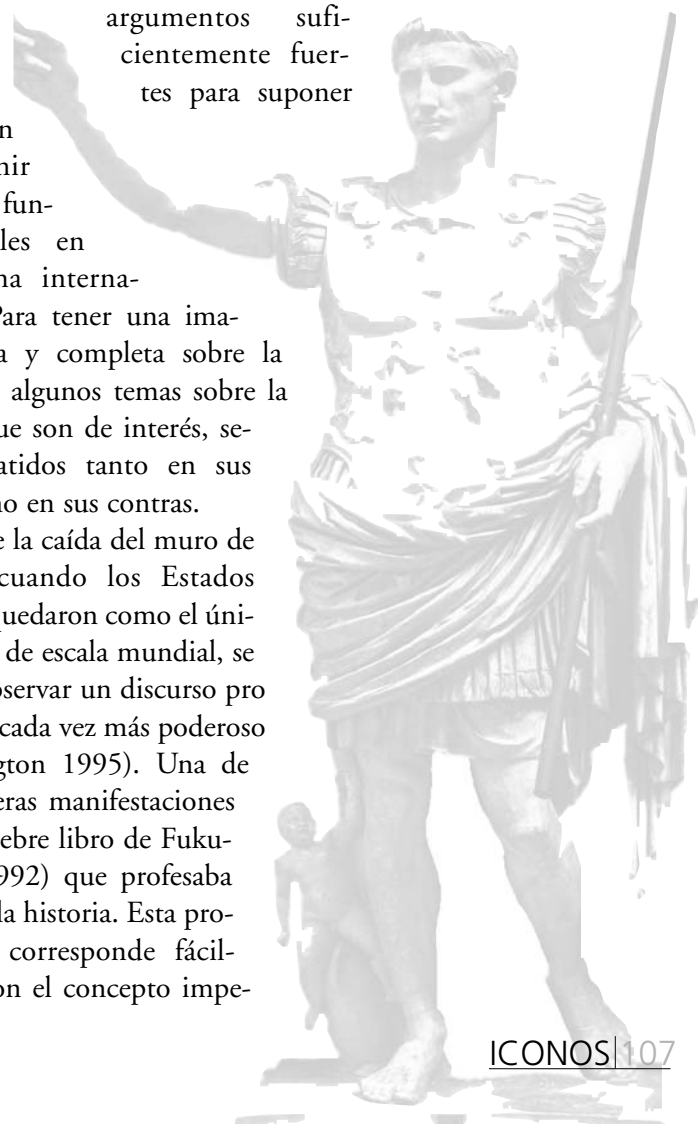 argumentos sufi-
cientemente fuer-
tes para suponer
n
nir
fun-
les en
na interna-
Para tener una ima-
a y completa sobre la
algunos temas sobre la
ue son de interés, se-
atidos tanto en sus
no en sus contras.
e la caída del muro de
cuando los Estados
uedaron como el úni-
de escala mundial, se
bservar un discurso pro
cada vez más poderoso
gton 1995). Una de
eras manifestaciones
ebre libro de Fuku-
992) que profesaba
la historia. Esta pro-
corresponde fácil-
on el concepto impe-
ICONOS|107